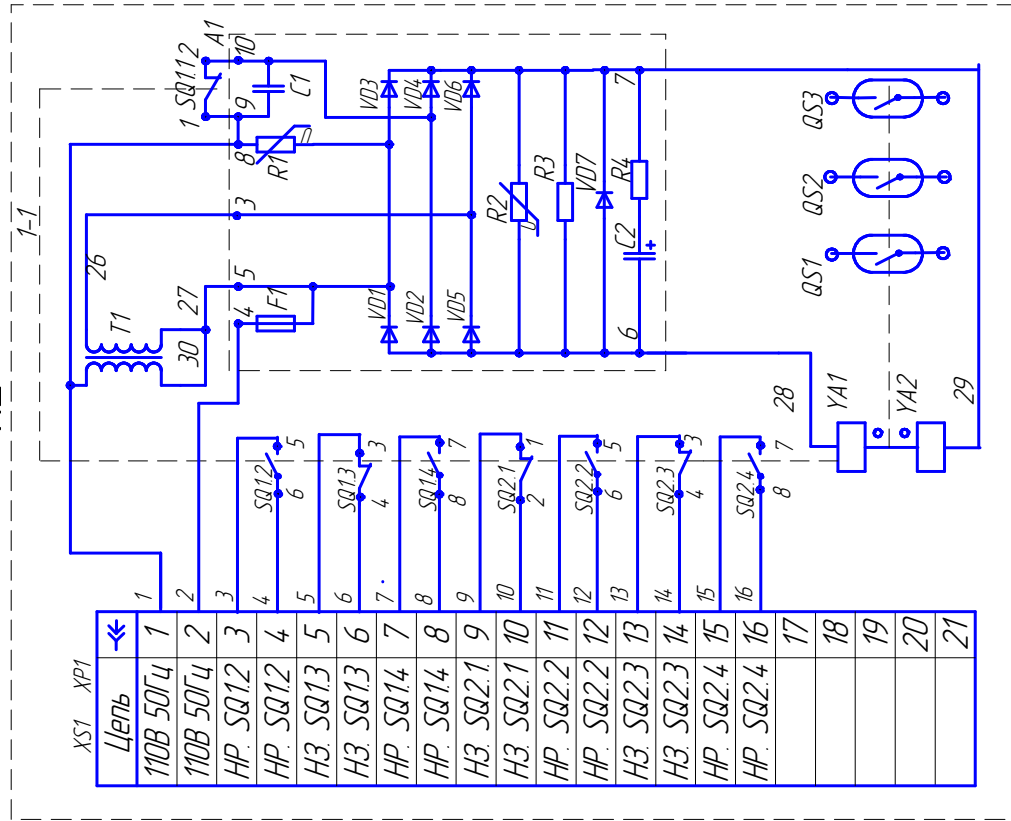 XS1 XP1
Цепь
110В 50Гц 1
110В 50Гц 2
НР. SQ1.2 3
НР. SQ1.2 4
НЗ. SQ1.3 5
НЗ. SQ1.3 6
НР. SQ1.4 7
НР. SQ1.4 8
НЗ. SQ2.1. 9
НЗ. SQ2.1 10
НР. SQ2.2 11
НР. SQ2.2 12
НЗ. SQ2.3 13
НЗ. SQ2.3 14
НР. SQ2.4 15
НР. SQ2.4 16
17
18
19
20
21
1
2
3
4
5
6
7
8
9
10
11
12
13
14
15
16
SQ1.2
6 5
SQ1.3
4 3
SQ1.4
8 7
SQ2.1
2 1
SQ2.2
6 5
SQ2.3
4 3
SQ2.4
8 7
1-1
26
T1
30 27
SQ1.1.2
1
A1
10
9
C1
8
R1
U
3
5
4
F1
VD3
VD4
VD6
VD1
VD2
VD5
R2
U
R3
VD7
R4
C2
+
7
6
QS3
QS2
QS1
28
YA1
YA2
29